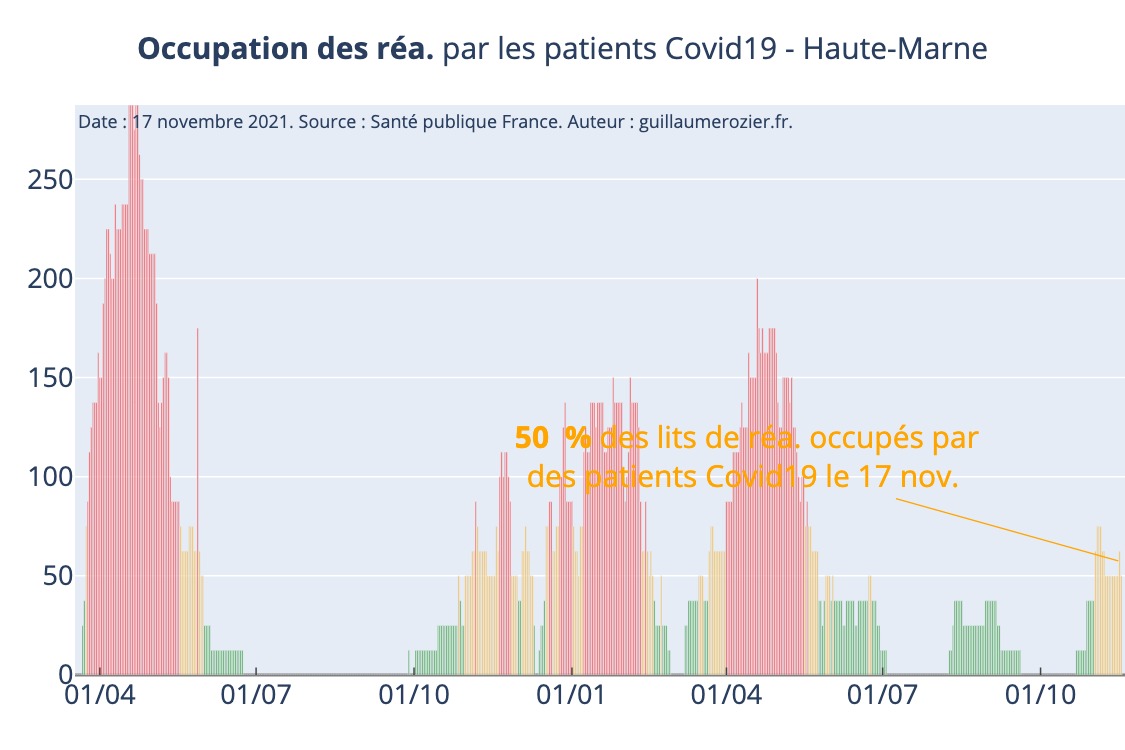 Occupation des réa. par les patients Covid19 - Haute-Marne
Date : 17 novembre 2021. Source : Santé publique France. Auteur : guillaumerozier.fr.
250
200
150
100
50
0
50 % des lits de réa. occupés par
des patients Covid19 le 17 nov.
01/04 01/07 01/10 01/01 01/04 01/07 01/10